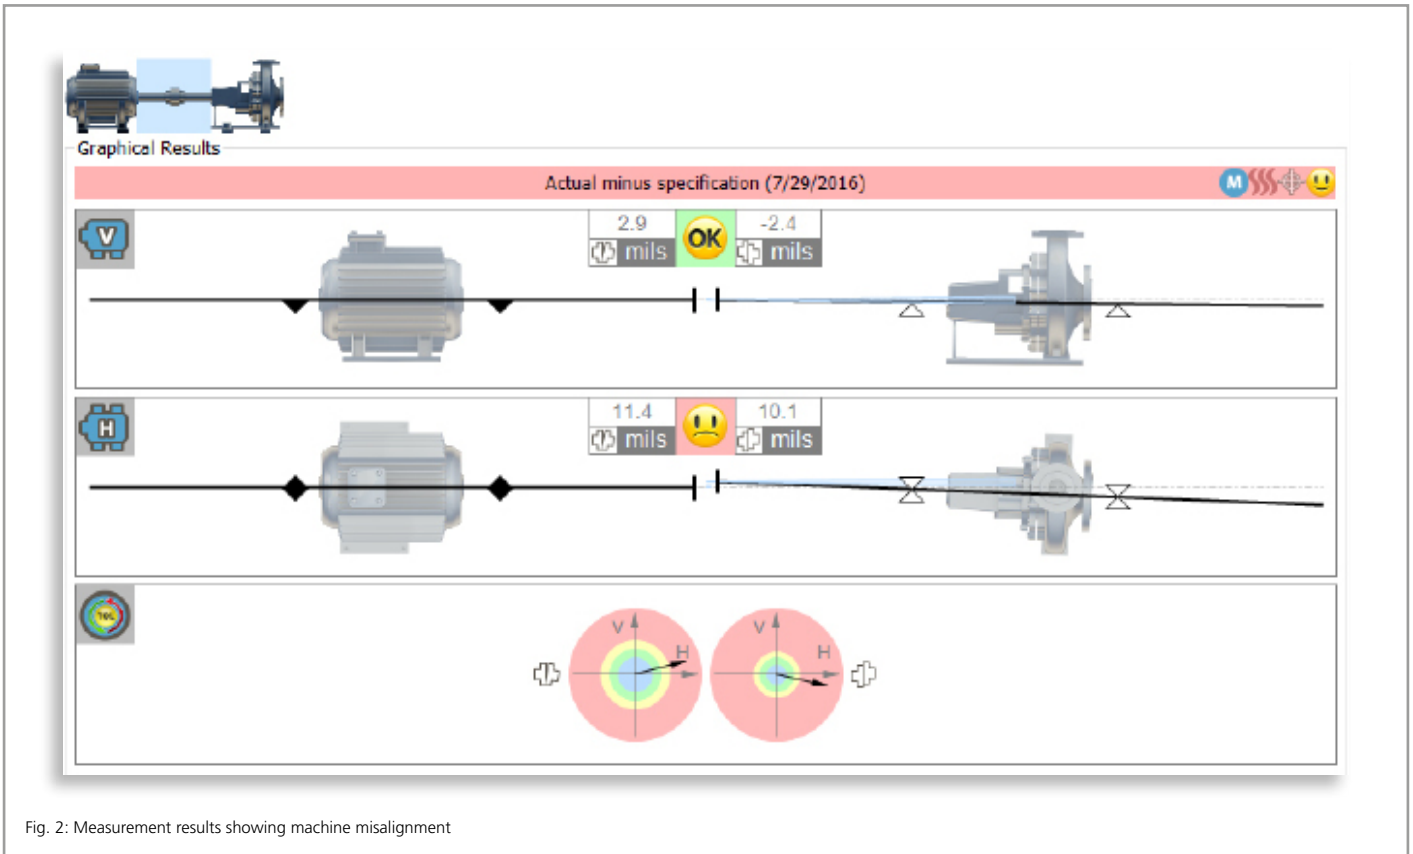 Graphical Results
Actual minus specification (7/29/2016)
M
V
2.9
mils
OK
-2.4
mils
H
11.4
mils
10.1
mils
TOL
V
H
V
H
Fig. 2: Measurement results showing machine misalignment